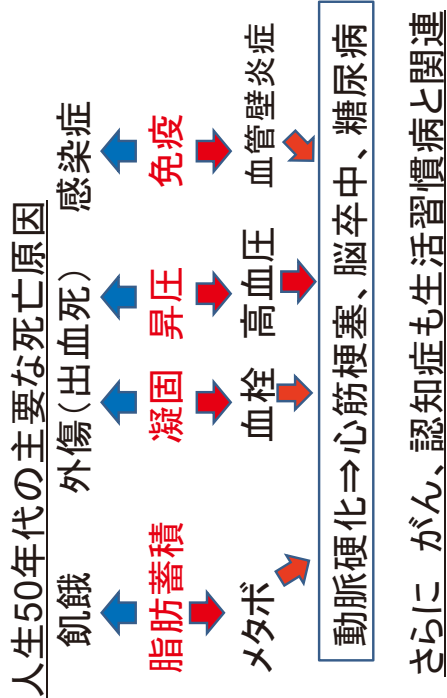 人生50年代の主要な死亡原因
飢餓 外傷(出血死) 感染症
脂肪蓄積 凝固 昇圧 免疫
メタボ 血栓 高血圧 血管壁炎症
動脈硬化⇒心筋梗塞、脳卒中、糖尿病
さらに がん、認知症も生活習慣病と関連